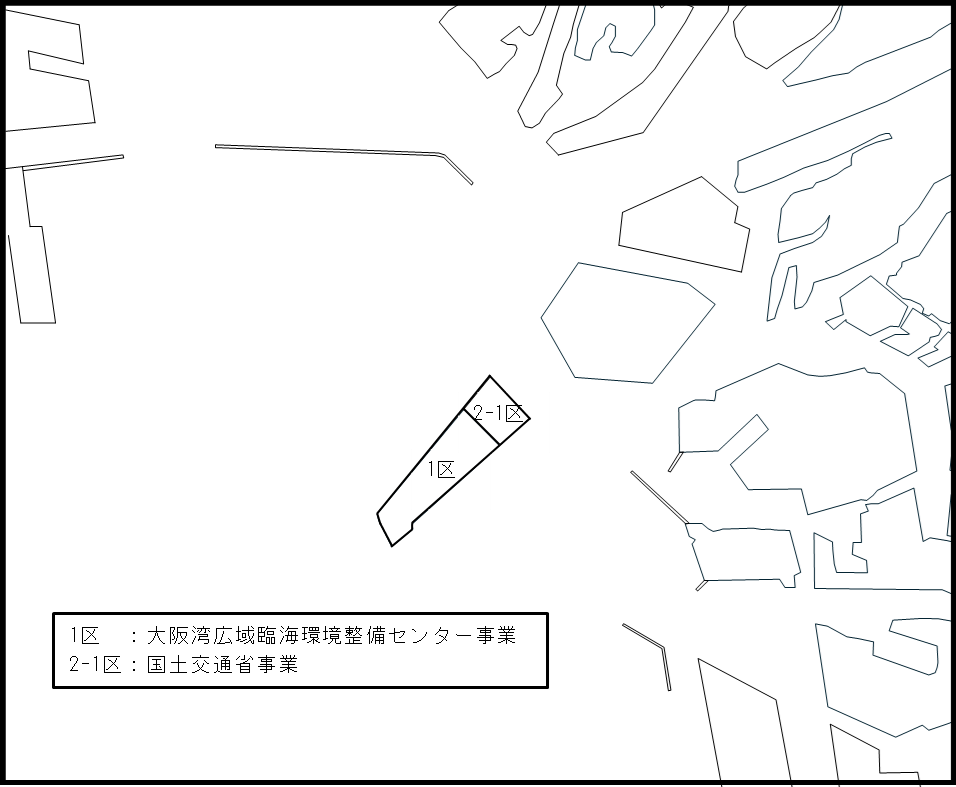 2-1区
1区
1区 : 大阪湾広域臨海環境整備センター事業
2-1区 : 国土交通省事業